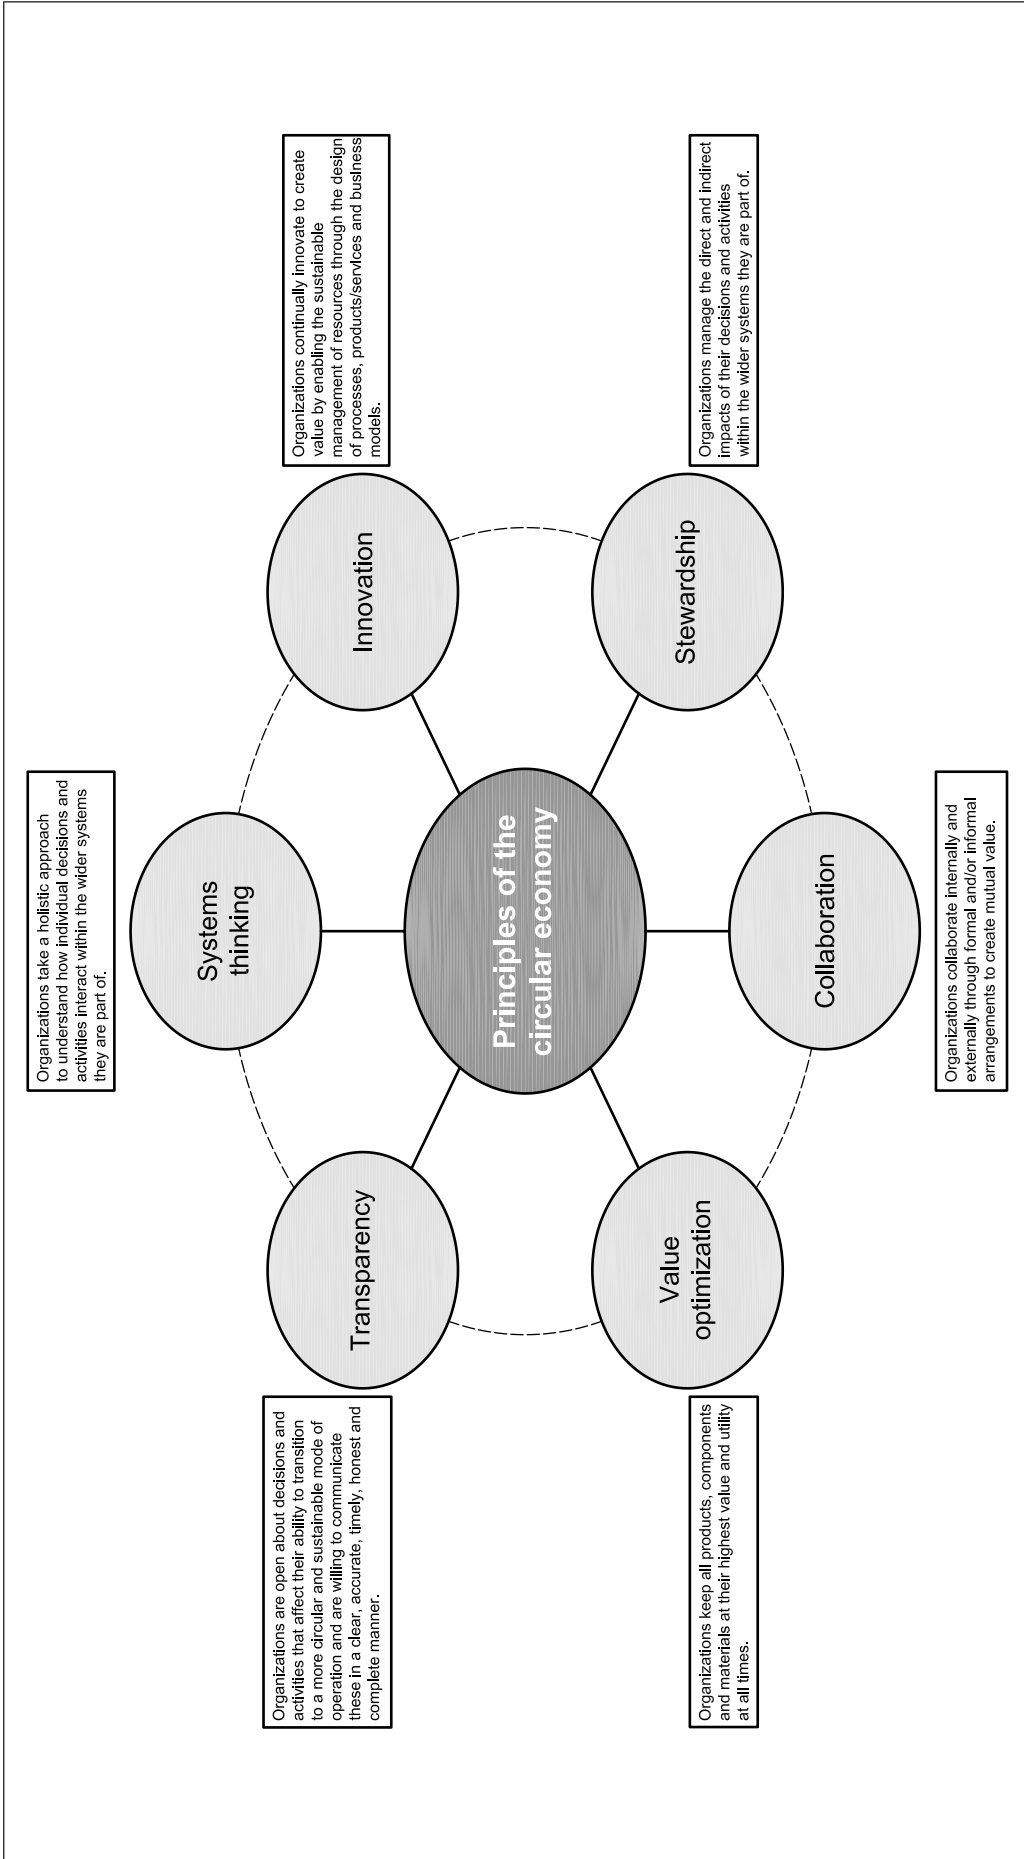 Organizations take a holistic approach
to understand how individual decisions and
activities interact within the wider systems
they are part of.
Systems
thinking
Organizations are open about decisions and
activities that affect their ability to transition
to a more circular and sustainable mode of
operation and are willing to communicate
these in a clear, accurate, timely, honest and
complete manner.
Transparency
Innovation
Organizations continually innovate to create
value by enabling the sustainable
management of resources through the design
of processes, products/services and business
models.
Principles of the
circular economy
Organizations keep all products, components
and materials at their highest value and utility
at all times.
Value
optimization
Stewardship
Organizations manage the direct and indirect
impacts of their decisions and activities
within the wider systems they are part of.
Collaboration
Organizations collaborate internally and
externally through formal and/or informal
arrangements to create mutual value.